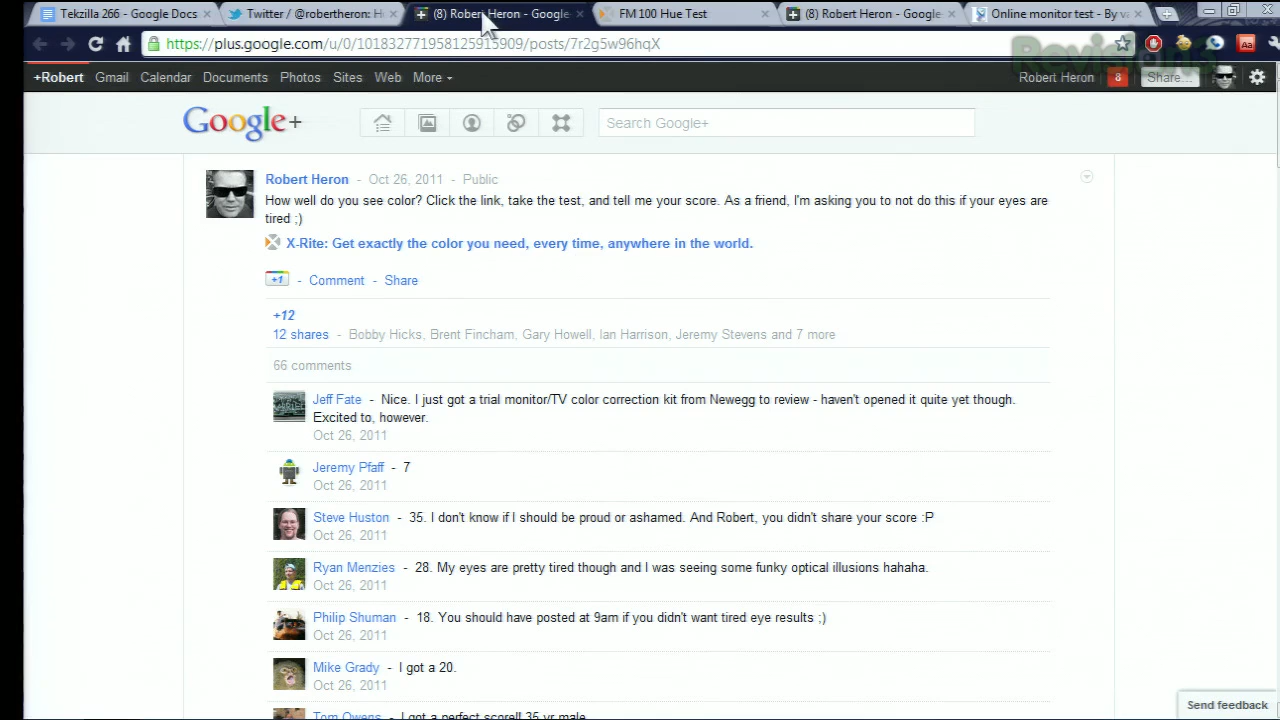 Tekzilla 266 - Google Docs
Twitter / @robertheron: H
(8) Robert Heron - Google
FM 100 Hue Test
(8) Robert Heron - Google
Online monitor test - By va
https://plus.google.com/u/0/101832771958125915909/posts/7r2g5w96hqX
Revision3
+Robert Gmail Calendar Documents Photos Sites Web More
Robert Heron 8 Share...
Google+
Search Google+
Robert Heron - Oct 26, 2011 - Public
How well do you see color? Click the link, take the test, and tell me your score. As a friend, I'm asking you to not do this if your eyes are
tired ;)
X-Rite: Get exactly the color you need, every time, anywhere in the world.
+1 - Comment - Share
+12
12 shares - Bobby Hicks, Brent Fincham, Gary Howell, Ian Harrison, Jeremy Stevens and 7 more
66 comments
Jeff Fate - Nice. I just got a trial monitor/TV color correction kit from Newegg to review - haven't opened it quite yet though.
Excited to, however.
Oct 26, 2011
Jeremy Pfaff - 7
Oct 26, 2011
Steve Huston - 35. I don't know if I should be proud or ashamed. And Robert, you didn't share your score :P
Oct 26, 2011
Ryan Menzies - 28. My eyes are pretty tired though and I was seeing some funky optical illusions hahaha.
Oct 26, 2011
Philip Shuman - 18. You should have posted at 9am if you didn't want tired eye results ;)
Oct 26, 2011
Mike Grady - I got a 20.
Oct 26, 2011
Tom Owens - I got a perfect score!! 35 yr male
Send feedback